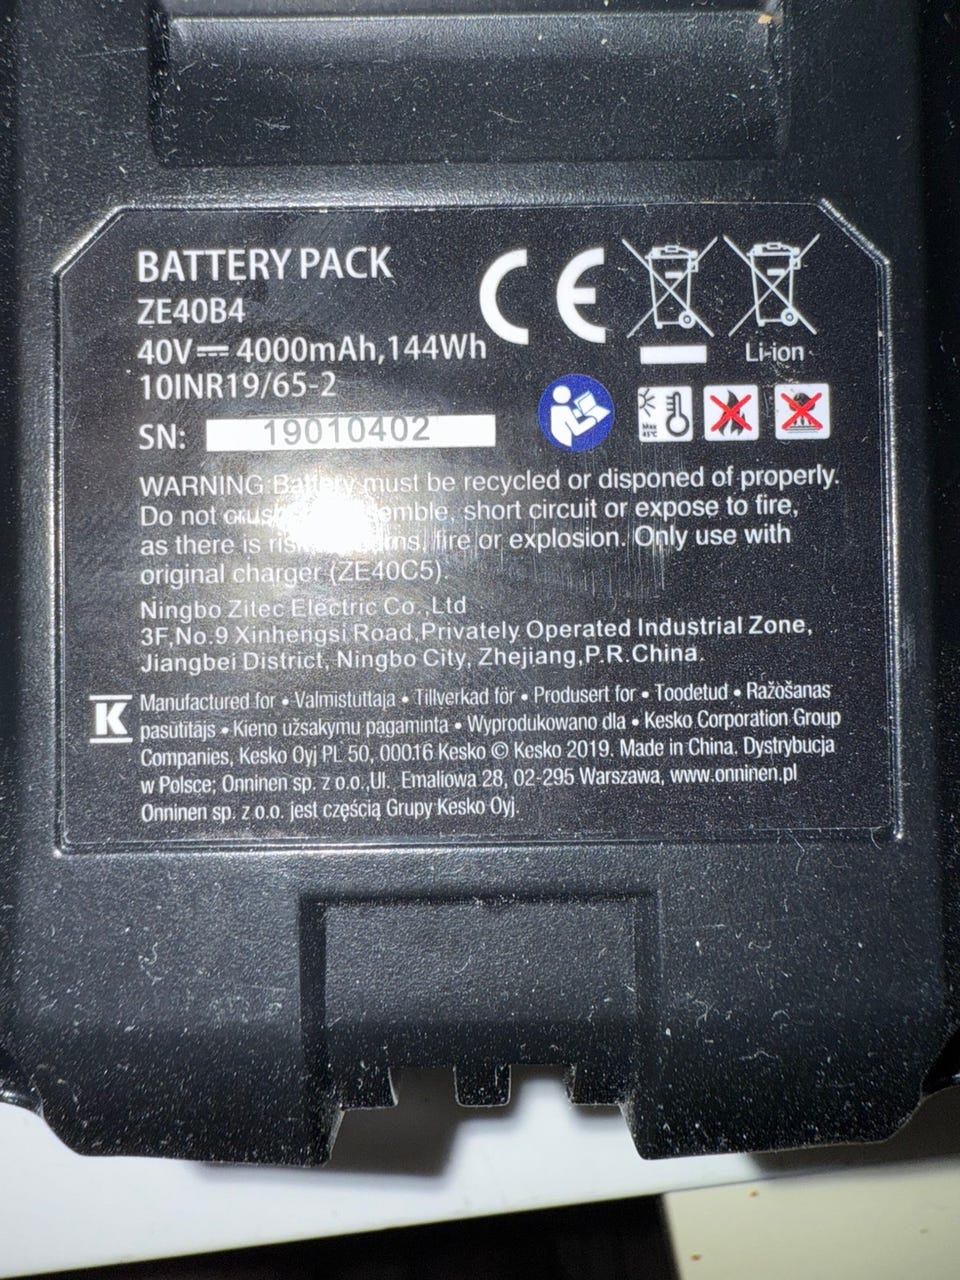 BATTERY PACK
ZE40B4
40V⎓4000mAh,144Wh
10INR19/65-2
SN: 19010402
CE
Li-ion
Max 45°C
WARNING:Battery must be recycled or disponed of properly.
Do not crush, short circuit or expose to fire,
as there is fire or explosion. Only use with
original charger (ZE40C5).
Ningbo Zitec Electric Co.,Ltd
3F,No.9 Xinhengsi Road,Privately Operated Industrial Zone,
Jiangbei District, Ningbo City, Zhejiang,P.R.China.
K
Manufactured for • Valmistuttaja • Tillverkad för • Produsert for • Toodetud • Ražošanas
pasūtītājs • Kieno užsakymu pagaminta • Wyprodukowano dla • Kesko Corporation Group
Companies, Kesko Oyj PL 50, 00016 Kesko © Kesko 2019. Made in China. Dystrybucja
w Polsce; Onninen sp. z o.o.,Ul. Emaliowa 28, 02-295 Warszawa, www.onninen.pl
Onninen sp. z o.o. jest częścią Grupy Kesko Oyj.